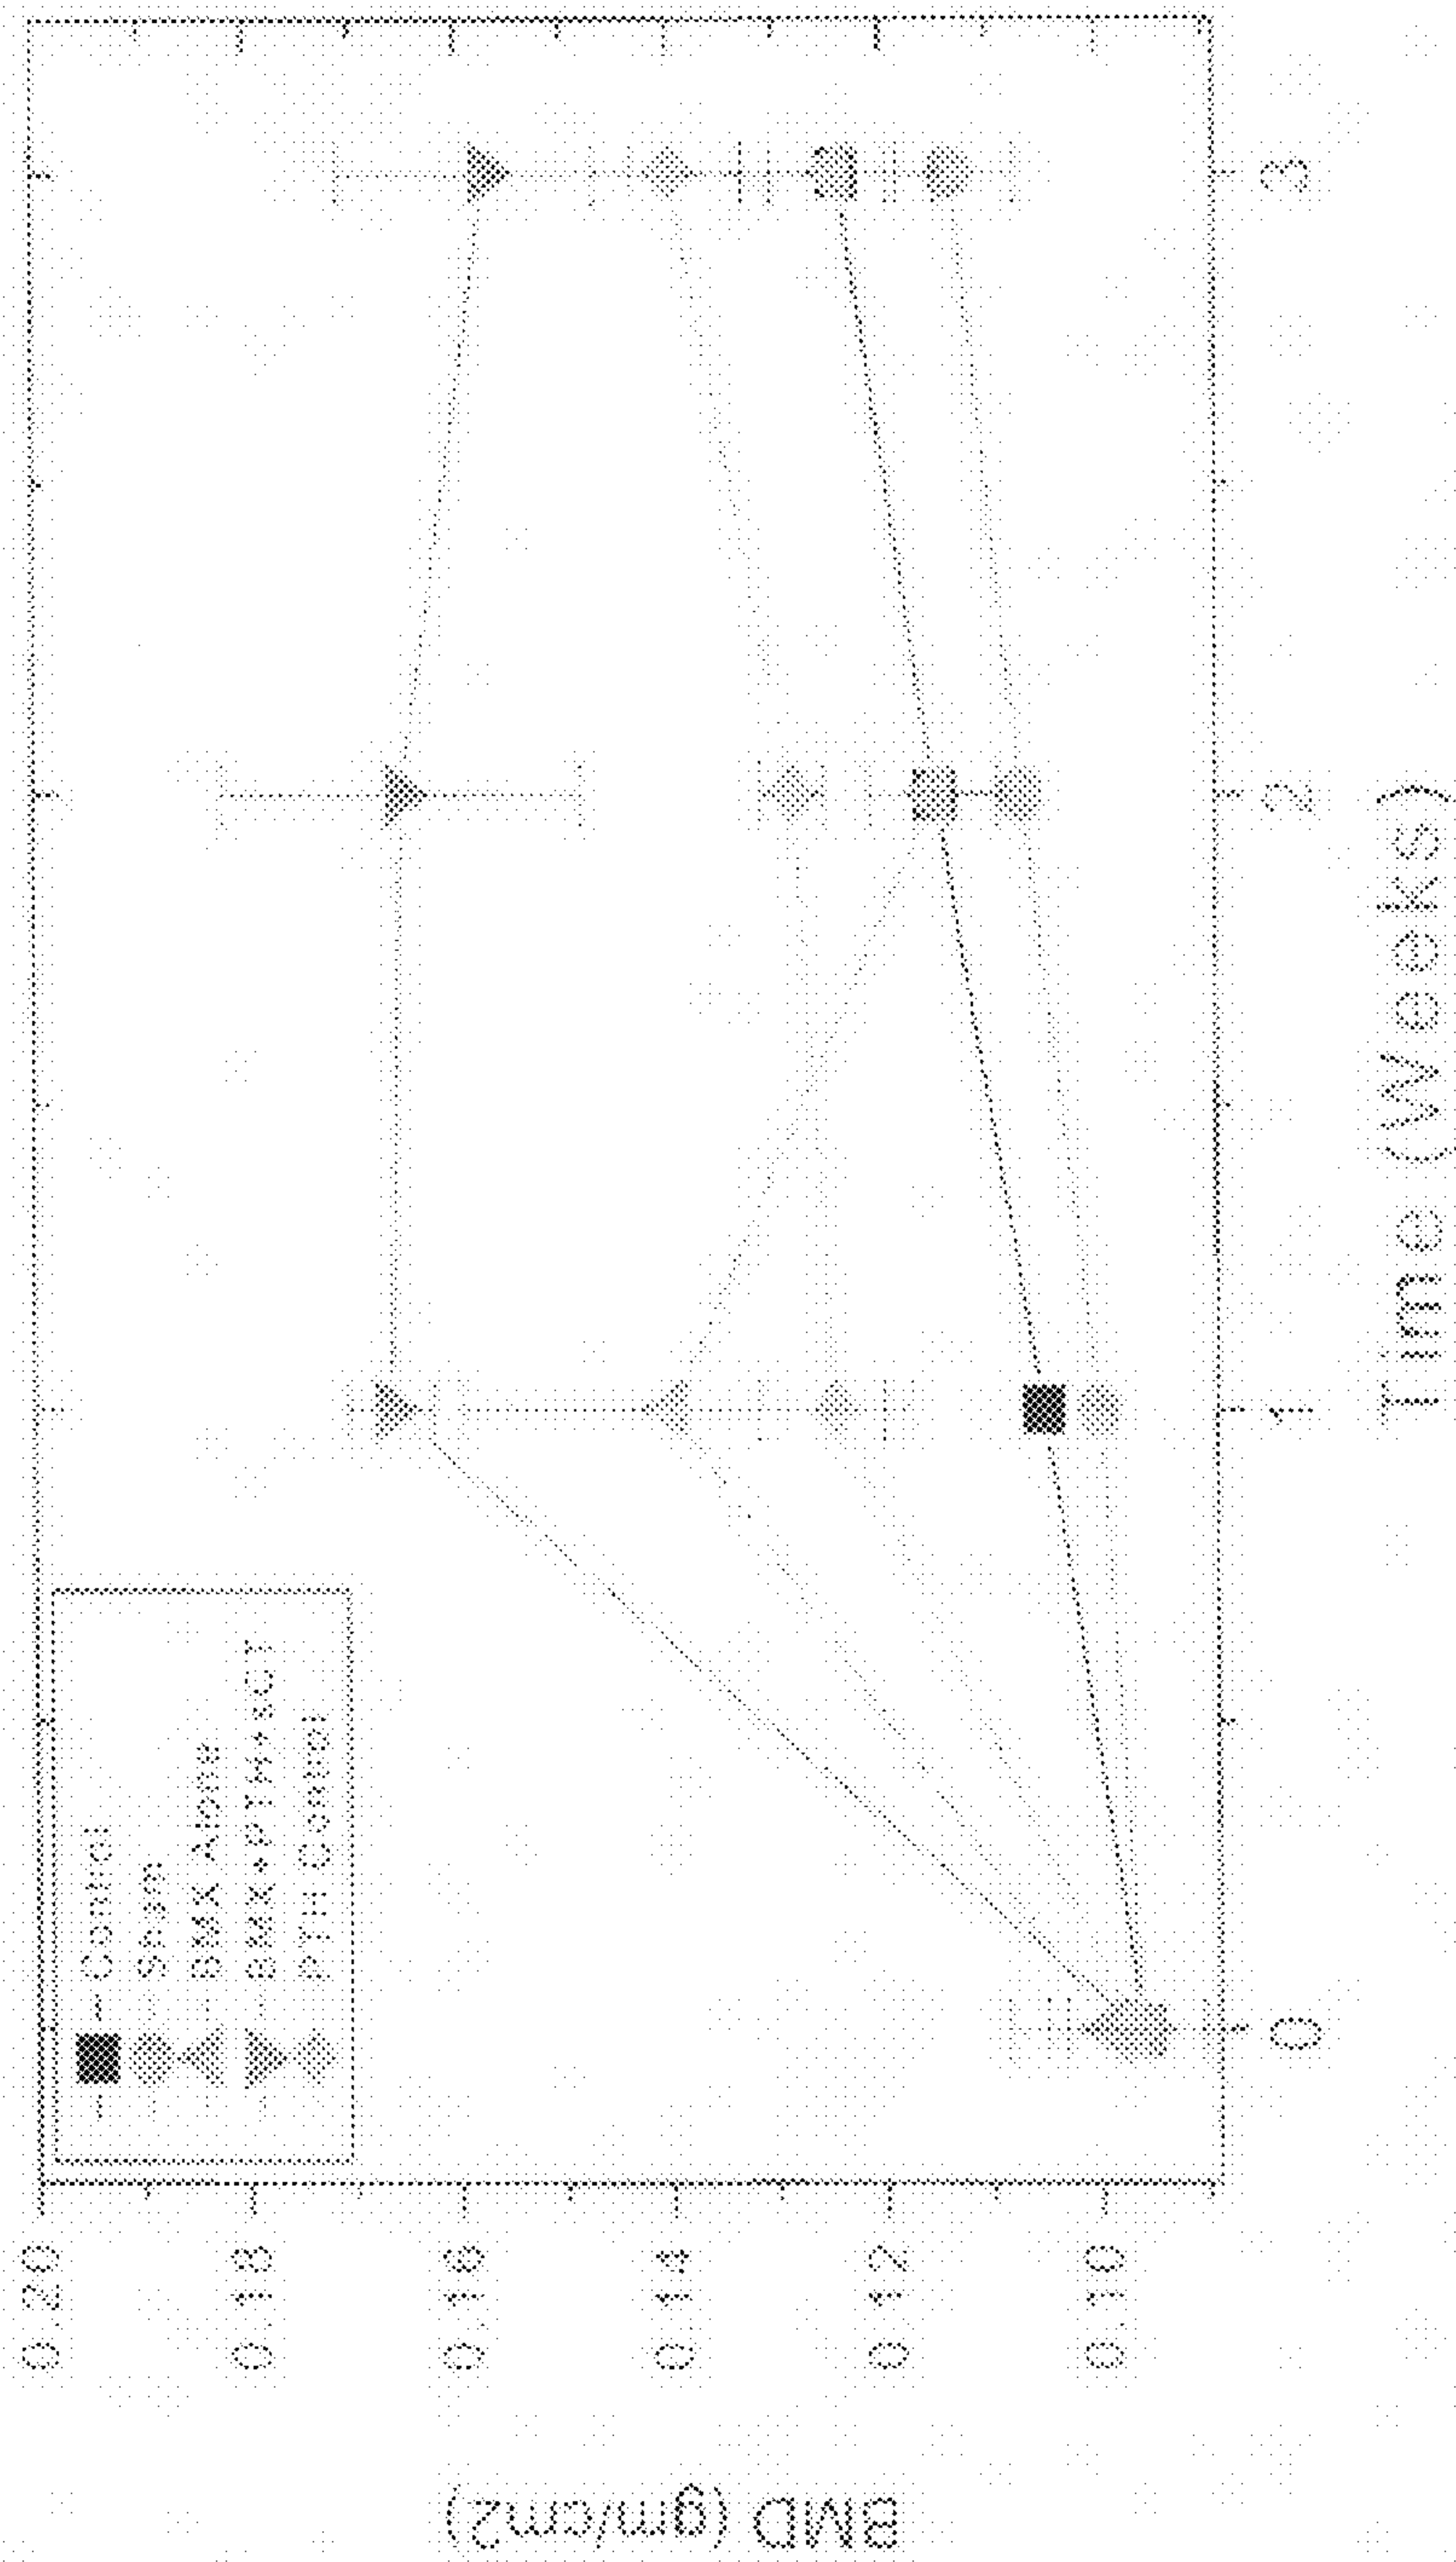 BMD (gm/cm2)
0.20
0.18
0.16
0.14
0.12
0.10
Control
Sham
BMX Alone
BMX+PTH+sCT
PTH Control
0
1
2
3
Time (Weeks)